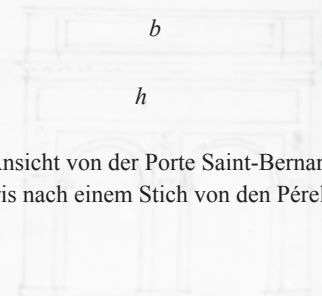 b
h
Ansicht von der Porte Saint-Bernar
is nach einem Stich von den Pérel